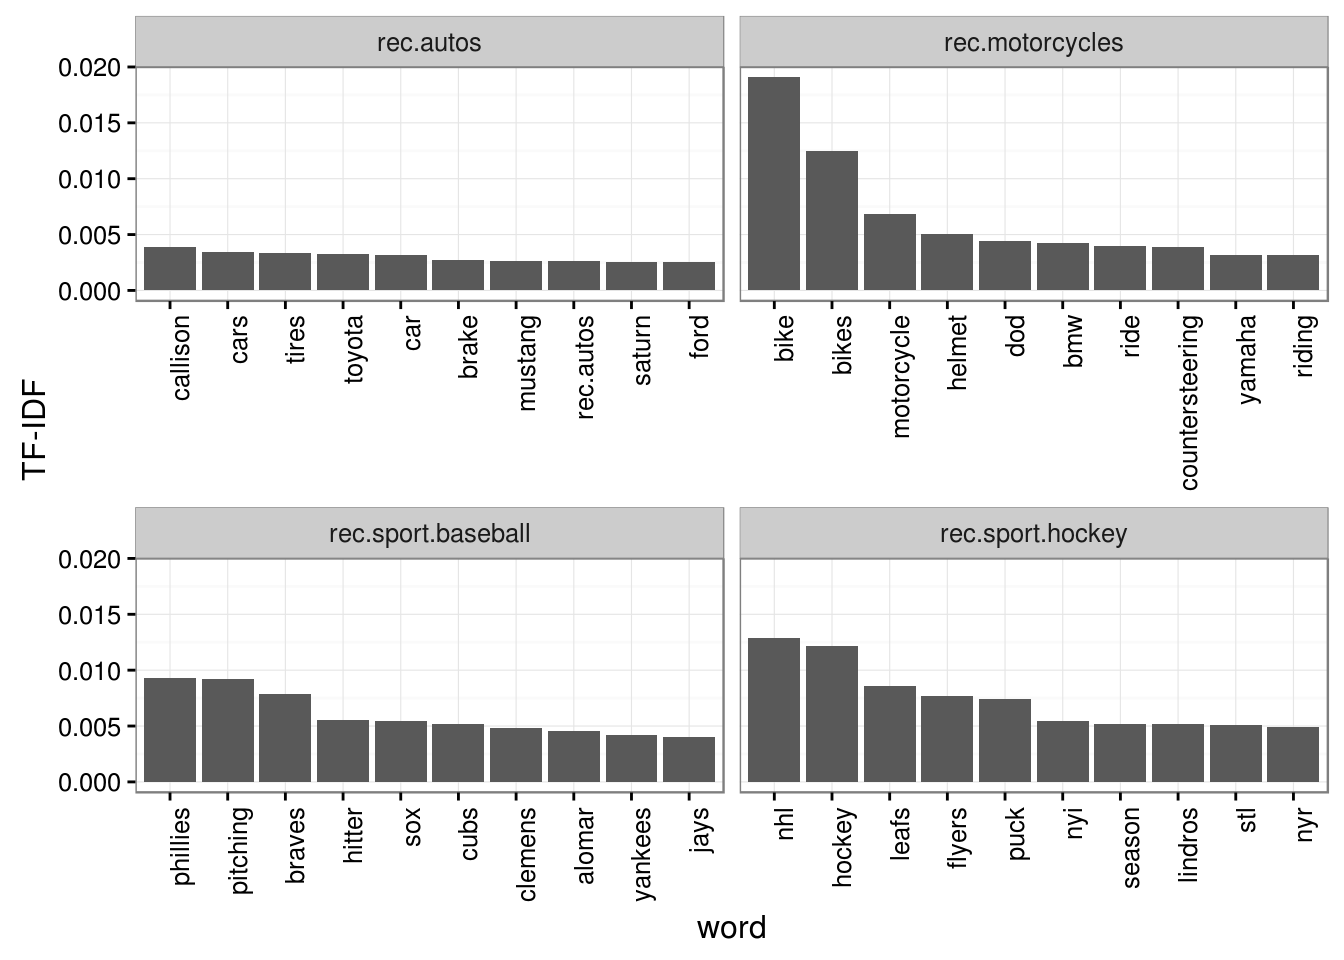 rec.autos
rec.motorcycles
0.020
0.015
0.010
0.005
0.000
callison
cars
tires
toyota
car
brake
mustang
rec.autos
saturn
ford
bike
bikes
motorcycle
helmet
dod
bmw
ride
countersteering
yamaha
riding
TF-IDF
rec.sport.baseball
rec.sport.hockey
0.020
0.015
0.010
0.005
0.000
phillies
pitching
braves
hitter
sox
cubs
clemens
alomar
yankees
jays
nhl
hockey
leafs
flyers
puck
nyi
season
lindros
stl
nyr
word